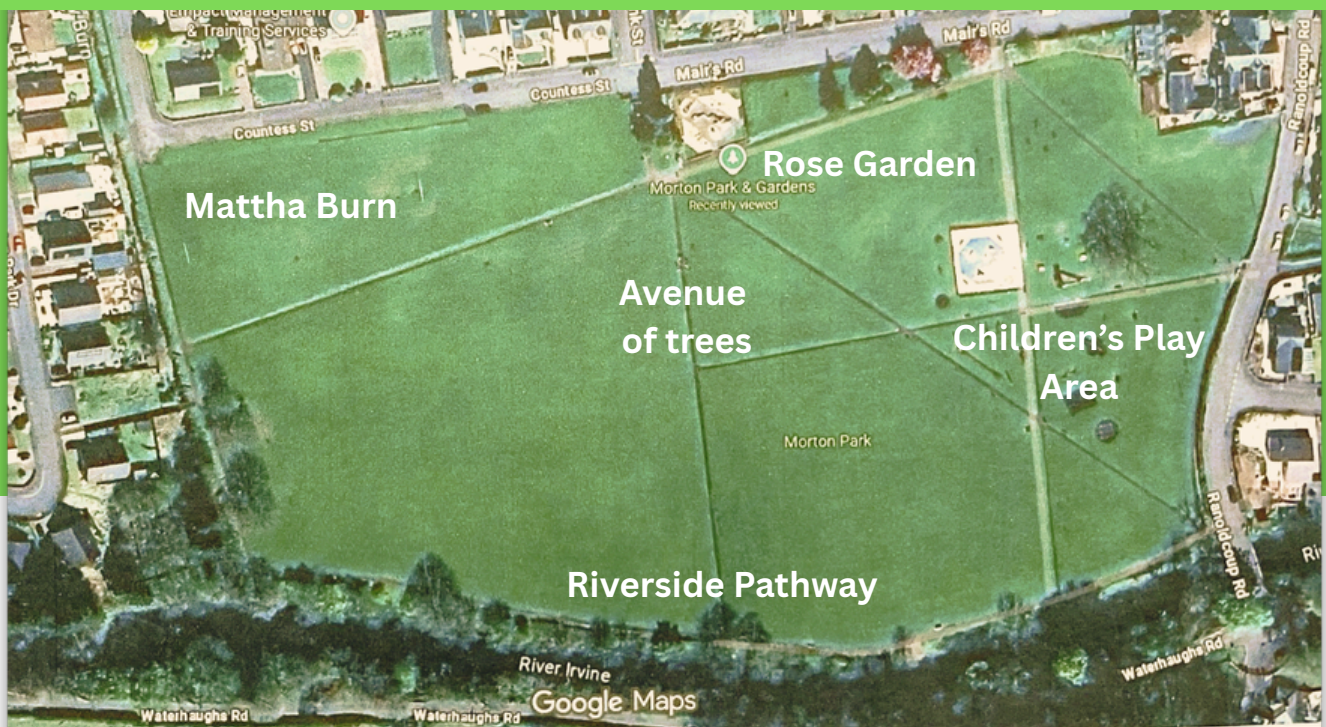 Empact Management
& Training Services
Burn
Mair's Rd
Ranoldcoup Rd
Mair's Rd
Countess St
Countess St
Rose Garden
Morton Park & Gardens
Recently viewed
Mattha Burn
Avenue
of trees
Children's Play
Area
Morton Park
Ranoldcoup Rd
Riverside Pathway
River Irvine
Waterhaughs Rd
Google Maps
Waterhaughs Rd
Waterhaughs Rd